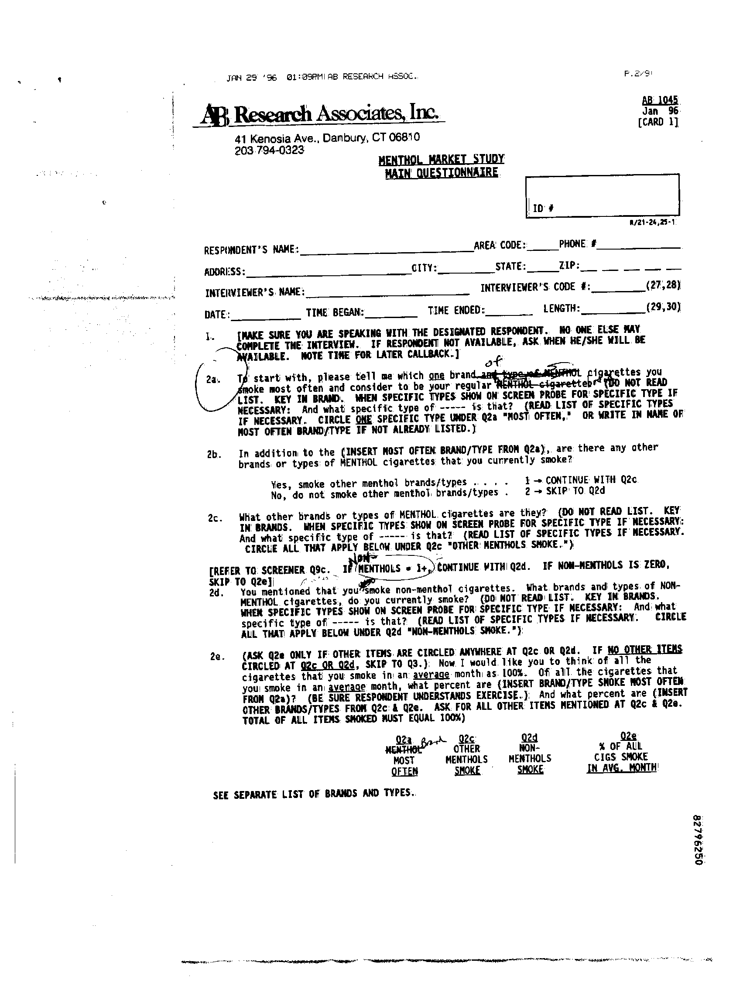 JAN 29 '96 01:09PM AB RESEARCH ASSOC. P.2/9
AB Research Associates, Inc.
AB 1045
Jan 96
[CARD 1]
41 Kenosia Ave., Danbury, CT 06810
203 794-0323
MENTHOL MARKET STUDY
MAIN QUESTIONNAIRE
ID #
R/21-24,25-1
RESPONDENT'S NAME: AREA CODE: PHONE #
ADDRESS: CITY: STATE: ZIP:
INTERVIEWER'S NAME: INTERVIEWER'S CODE #: (27,28)
DATE: TIME BEGAN: TIME ENDED: LENGTH: (29,30)
1. [MAKE SURE YOU ARE SPEAKING WITH THE DESIGNATED RESPONDENT. NO ONE ELSE MAY
COMPLETE THE INTERVIEW. IF RESPONDENT NOT AVAILABLE, ASK WHEN HE/SHE WILL BE
AVAILABLE. NOTE TIME FOR LATER CALLBACK.]
of
2a. To start with, please tell me which one brand and type of MENTHOL cigarettes you
smoke most often and consider to be your regular MENTHOL cigarette? (DO NOT READ
LIST. KEY IN BRAND. WHEN SPECIFIC TYPES SHOW ON SCREEN PROBE FOR SPECIFIC TYPE IF
NECESSARY: And what specific type of ----- is that? (READ LIST OF SPECIFIC TYPES
IF NECESSARY. CIRCLE ONE SPECIFIC TYPE UNDER Q2a "MOST OFTEN," OR WRITE IN NAME OF
MOST OFTEN BRAND/TYPE IF NOT ALREADY LISTED.)
2b. In addition to the (INSERT MOST OFTEN BRAND/TYPE FROM Q2a), are there any other
brands or types of MENTHOL cigarettes that you currently smoke?
Yes, smoke other menthol brands/types . . . . 1 → CONTINUE WITH Q2c
No, do not smoke other menthol brands/types . 2 → SKIP TO Q2d
2c. What other brands or types of MENTHOL cigarettes are they? (DO NOT READ LIST. KEY
IN BRANDS. WHEN SPECIFIC TYPES SHOW ON SCREEN PROBE FOR SPECIFIC TYPE IF NECESSARY:
And what specific type of ----- is that? (READ LIST OF SPECIFIC TYPES IF NECESSARY.
CIRCLE ALL THAT APPLY BELOW UNDER Q2c "OTHER MENTHOLS SMOKE.")
NON-
[REFER TO SCREENER Q9c. IF MENTHOLS = 1+, CONTINUE WITH Q2d. IF NON-MENTHOLS IS ZERO,
SKIP TO Q2e]
2d. You mentioned that you smoke non-menthol cigarettes. What brands and types of NON-
MENTHOL cigarettes, do you currently smoke? (DO NOT READ LIST. KEY IN BRANDS.
WHEN SPECIFIC TYPES SHOW ON SCREEN PROBE FOR SPECIFIC TYPE IF NECESSARY: And what
specific type of ----- is that? (READ LIST OF SPECIFIC TYPES IF NECESSARY. CIRCLE
ALL THAT APPLY BELOW UNDER Q2d "NON-MENTHOLS SMOKE.")
2e. (ASK Q2e ONLY IF OTHER ITEMS ARE CIRCLED ANYWHERE AT Q2c OR Q2d. IF NO OTHER ITEMS
CIRCLED AT Q2c OR Q2d, SKIP TO Q3.) Now I would like you to think of all the
cigarettes that you smoke in an average month as 100%. Of all the cigarettes that
you smoke in an average month, what percent are (INSERT BRAND/TYPE SMOKE MOST OFTEN
FROM Q2a)? (BE SURE RESPONDENT UNDERSTANDS EXERCISE.) And what percent are (INSERT
OTHER BRANDS/TYPES FROM Q2c & Q2e. ASK FOR ALL OTHER ITEMS MENTIONED AT Q2c & Q2e.
TOTAL OF ALL ITEMS SMOKED MUST EQUAL 100%)
Q2a Brand Q2c Q2d Q2e
MENTHOL OTHER NON- % OF ALL
MOST MENTHOLS MENTHOLS CIGS SMOKE
OFTEN SMOKE SMOKE IN AVG. MONTH
SEE SEPARATE LIST OF BRANDS AND TYPES.
82796250